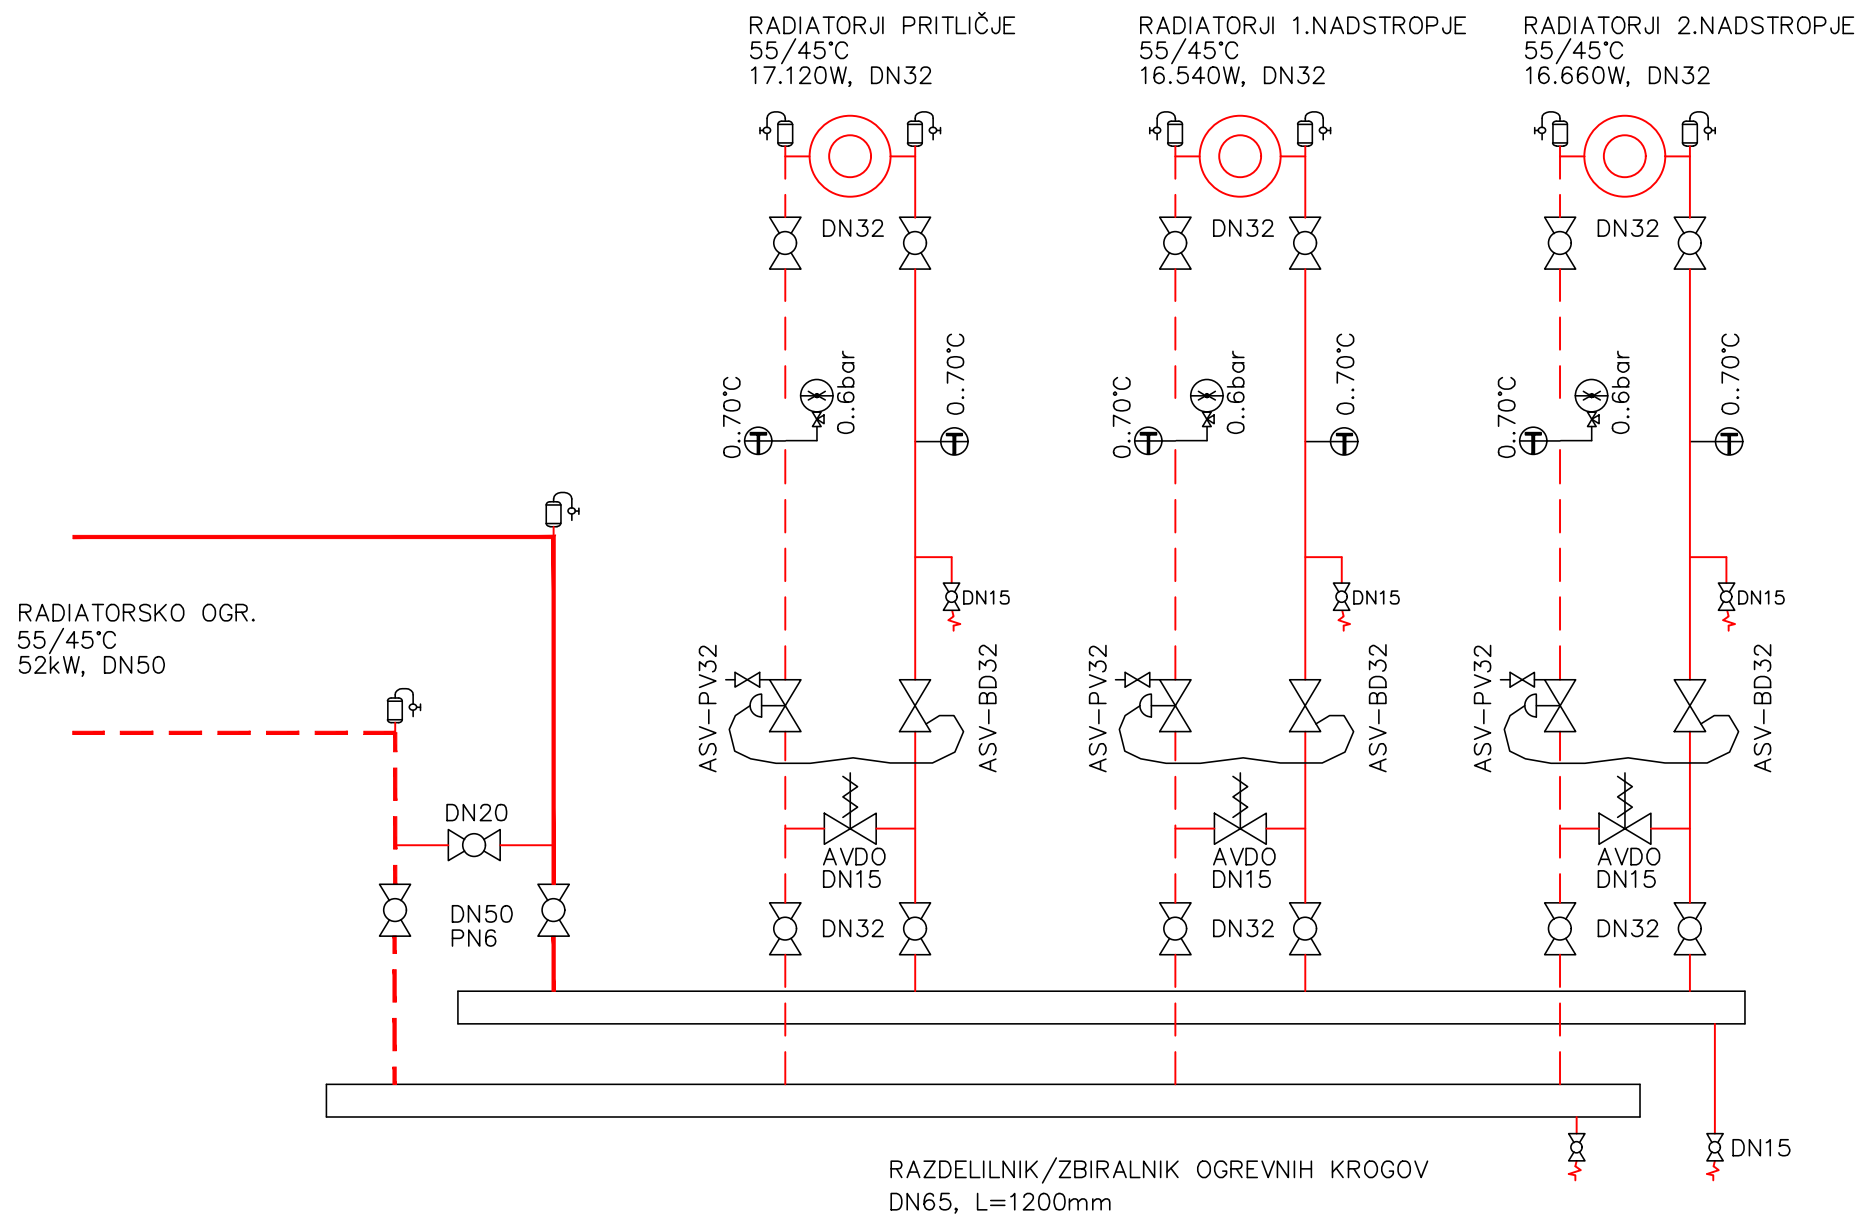 RADIATORJI PRITLIČJE
55/45°C
17.120W, DN32
RADIATORJI 1.NADSTROPJE
55/45°C
16.540W, DN32
RADIATORJI 2.NADSTROPJE
55/45°C
16.660W, DN32
DN32
DN32
DN32
0..70°C
T
0..6bar
0..70°C
T
0..70°C
T
0..6bar
0..70°C
T
0..70°C
T
0..6bar
0..70°C
T
DN15
DN15
DN15
RADIATORSKO OGR.
55/45°C
52kW, DN50
ASV-PV32
ASV-BD32
ASV-PV32
ASV-BD32
ASV-PV32
ASV-BD32
DN20
AVDO
DN15
AVDO
DN15
AVDO
DN15
DN50
PN6
DN32
DN32
DN32
DN15
RAZDELILNIK/ZBIRALNIK OGREVNIH KROGOV
DN65, L=1200mm